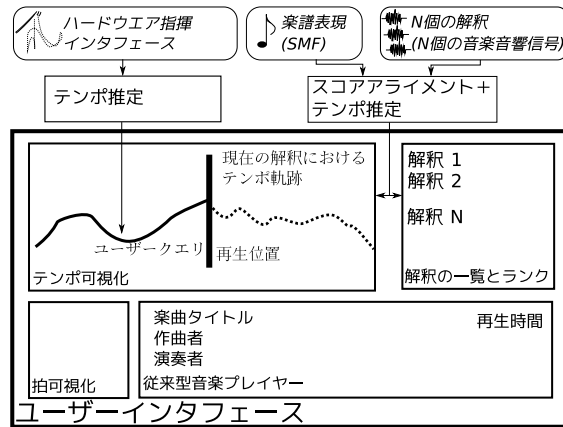 ハードウエア指揮
インタフェース
楽譜表現
(SMF)
N個の解釈
(N個の音楽音響信号)
テンポ推定
スコアアライメント＋
テンポ推定
現在の解釈における
テンポ軌跡
ユーザークエリ
再生位置
テンポ可視化
解釈 1
解釈 2
解釈 N
解釈の一覧とランク
拍可視化
楽曲タイトル
作曲者
演奏者
再生時間
従来型音楽プレイヤー
ユーザーインタフェース